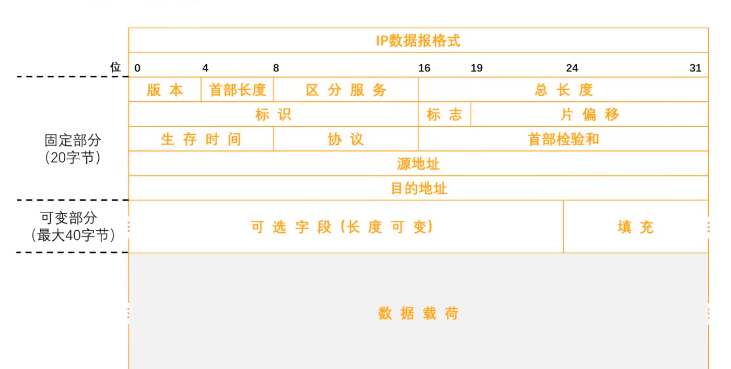 IP数据报格式
位 0 4 8 16 19 24 31
版本 首部长度 区分服务 总长度
标识 标志 片偏移
固定部分
(20字节)
生存时间 协议 首部检验和
源地址
目的地址
可变部分
(最大40字节)
可选字段(长度可变) 填充
数据载荷